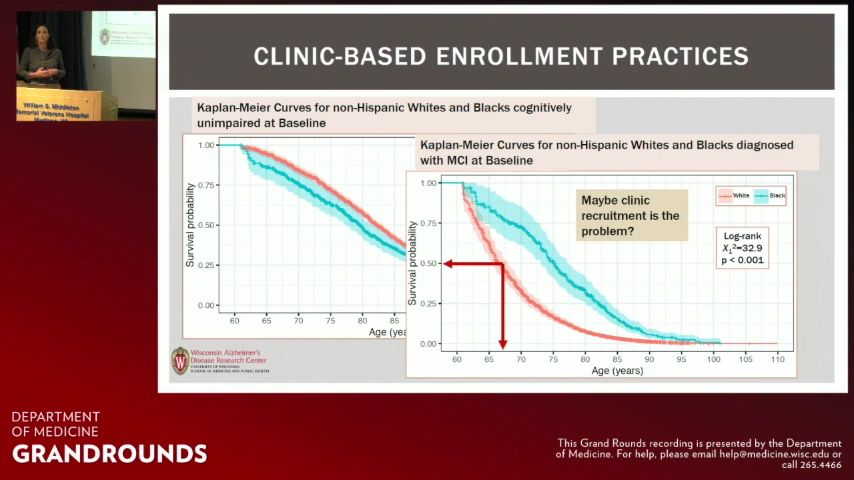 CLINIC-BASED ENROLLMENT PRACTICES
William S. Middleton
Memorial Veterans Hospital
Kaplan-Meier Curves for non-Hispanic Whites and Blacks cognitively
unimpaired at Baseline
Survival probability
1.00
0.75
0.50
0.25
0.00
60 65 70 75 80 85
Age (yea
Kaplan-Meier Curves for non-Hispanic Whites and Blacks diagnosed
with MCI at Baseline
Survival probability
1.00
0.75
0.50
0.25
0.00
60 65 70 75 80 85 90 95 100 105 110
Age (years)
Maybe clinic
recruitment is the
problem?
White Black
Log-rank
X₁²=32.9
p < 0.001
Wisconsin Alzheimer's
Disease Research Center
UNIVERSITY OF WISCONSIN
SCHOOL OF MEDICINE AND PUBLIC HEALTH
DEPARTMENT
OF MEDICINE
GRANDROUNDS
This Grand Rounds recording is presented by the Department
of Medicine. For help, please email help@medicine.wisc.edu or
call 265.4466